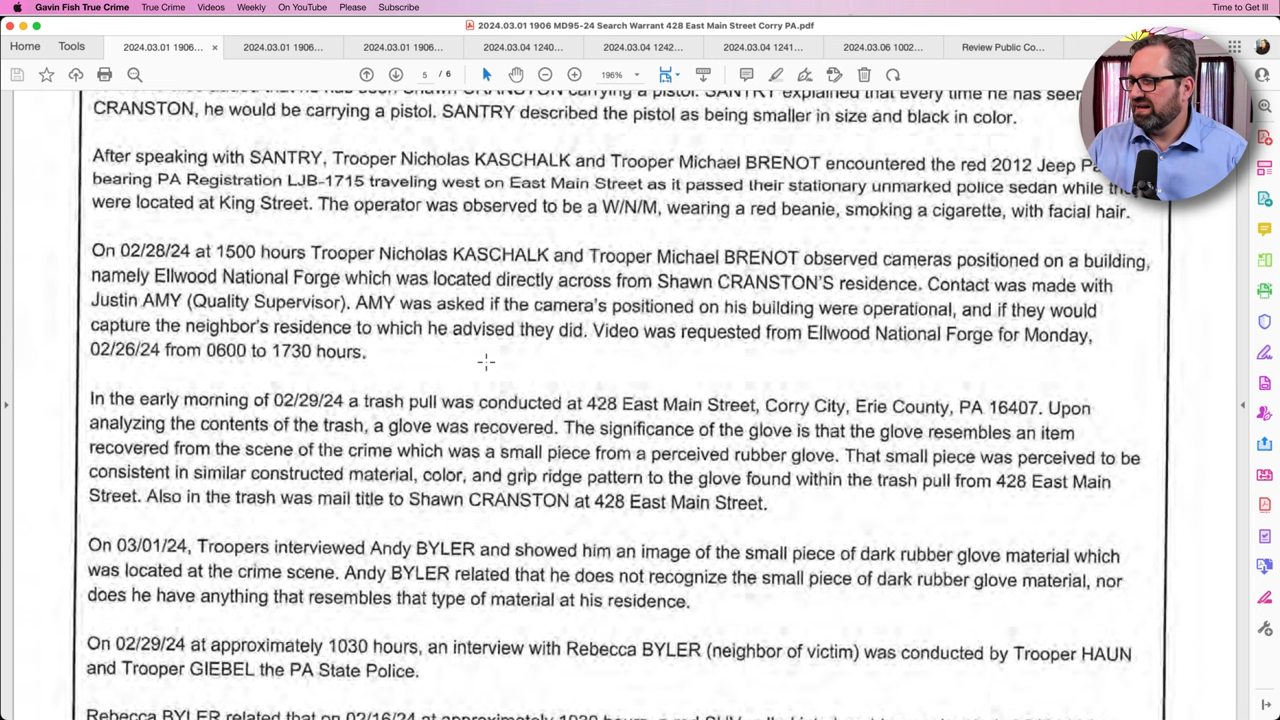 Gavin Fish True Crime True Crime Videos Weekly On YouTube Please Subscribe Time to Get Ill
2024.03.01 1906 MD95-24 Search Warrant 428 East Main Street Corry PA.pdf
Home Tools 2024.03.01 1906... × 2024.03.01 1906... 2024.03.01 1906... 2024.03.04 1240... 2024.03.04 1242... 2024.03.04 1241... 2024.03.06 1002... Review Public Co...
5 / 6 196%
carrying a pistol. SANTRY explained that every time he has seen
CRANSTON, he would be carrying a pistol. SANTRY described the pistol as being smaller in size and black in color.
After speaking with SANTRY, Trooper Nicholas KASCHALK and Trooper Michael BRENOT encountered the red 2012 Jeep
bearing PA Registration LJB-1715 traveling west on East Main Street as it passed their stationary unmarked police sedan while
were located at King Street. The operator was observed to be a W/N/M, wearing a red beanie, smoking a cigarette, with facial hair.
On 02/28/24 at 1500 hours Trooper Nicholas KASCHALK and Trooper Michael BRENOT observed cameras positioned on a building,
namely Ellwood National Forge which was located directly across from Shawn CRANSTON'S residence. Contact was made with
Justin AMY (Quality Supervisor). AMY was asked if the camera's positioned on his building were operational, and if they would
capture the neighbor's residence to which he advised they did. Video was requested from Ellwood National Forge for Monday,
02/26/24 from 0600 to 1730 hours.
In the early morning of 02/29/24 a trash pull was conducted at 428 East Main Street, Corry City, Erie County, PA 16407. Upon
analyzing the contents of the trash, a glove was recovered. The significance of the glove is that the glove resembles an item
recovered from the scene of the crime which was a small piece from a perceived rubber glove. That small piece was perceived to be
consistent in similar constructed material, color, and grip ridge pattern to the glove found within the trash pull from 428 East Main
Street. Also in the trash was mail title to Shawn CRANSTON at 428 East Main Street.
On 03/01/24, Troopers interviewed Andy BYLER and showed him an image of the small piece of dark rubber glove material which
was located at the crime scene. Andy BYLER related that he does not recognize the small piece of dark rubber glove material, nor
does he have anything that resembles that type of material at his residence.
On 02/29/24 at approximately 1030 hours, an interview with Rebecca BYLER (neighbor of victim) was conducted by Trooper HAUN
and Trooper GIEBEL the PA State Police.
Rebecca BYLER related that on 02/16/24 at approximately